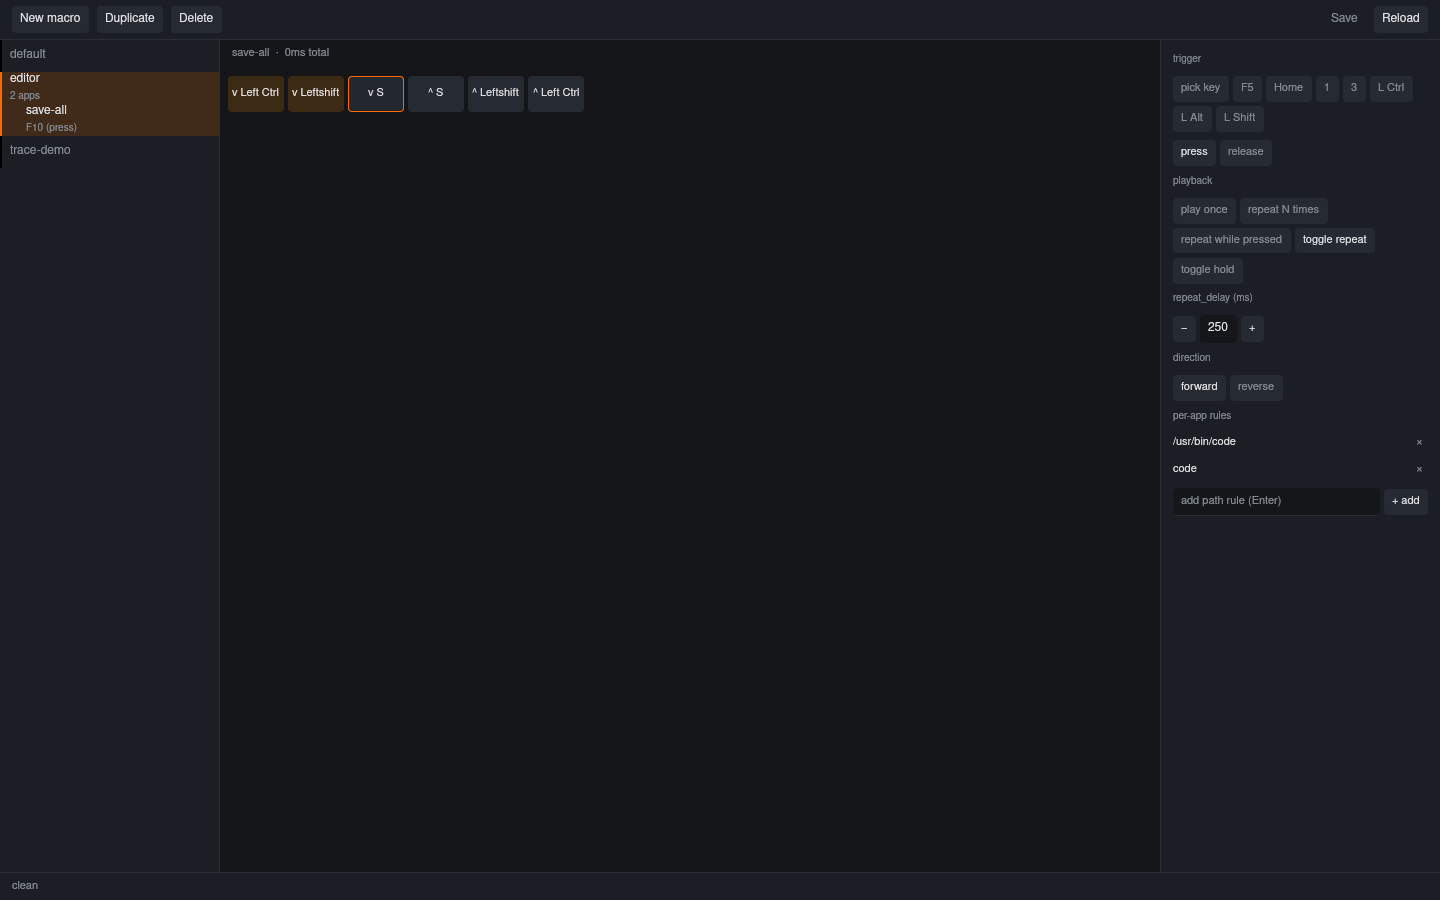 New macro Duplicate Delete Save Reload
default
editor
2 apps
save-all
F10 (press)
trace-demo
save-all · 0ms total
v Left Ctrl v Leftshift v S ^ S ^ Leftshift ^ Left Ctrl
trigger
pick key F5 Home 1 3 L Ctrl
L Alt L Shift
press release
playback
play once repeat N times
repeat while pressed toggle repeat
toggle hold
repeat_delay (ms)
– 250 +
direction
forward reverse
per-app rules
/usr/bin/code ×
code ×
add path rule (Enter) + add
clean